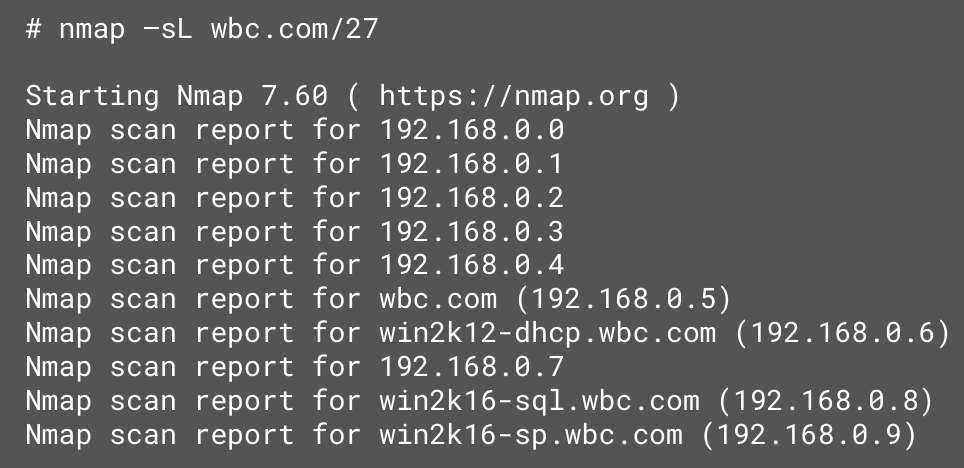 # nmap –sL wbc.com/27
Starting Nmap 7.60 ( https://nmap.org )
Nmap scan report for 192.168.0.0
Nmap scan report for 192.168.0.1
Nmap scan report for 192.168.0.2
Nmap scan report for 192.168.0.3
Nmap scan report for 192.168.0.4
Nmap scan report for wbc.com (192.168.0.5)
Nmap scan report for win2k12-dhcp.wbc.com (192.168.0.6)
Nmap scan report for 192.168.0.7
Nmap scan report for win2k16-sql.wbc.com (192.168.0.8)
Nmap scan report for win2k16-sp.wbc.com (192.168.0.9)